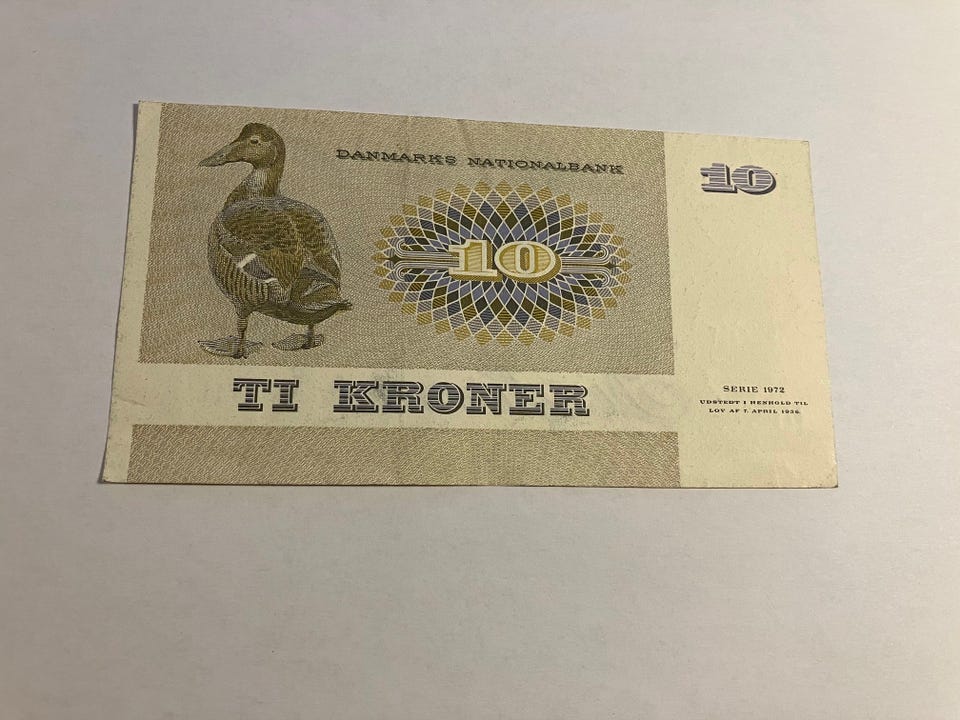 DANMARKS NATIONALBANK
10
10
TI KRONER
SERIE 1972
UDSTEDT I HENHOLD TIL
LOV AF 7. APRIL 1936.